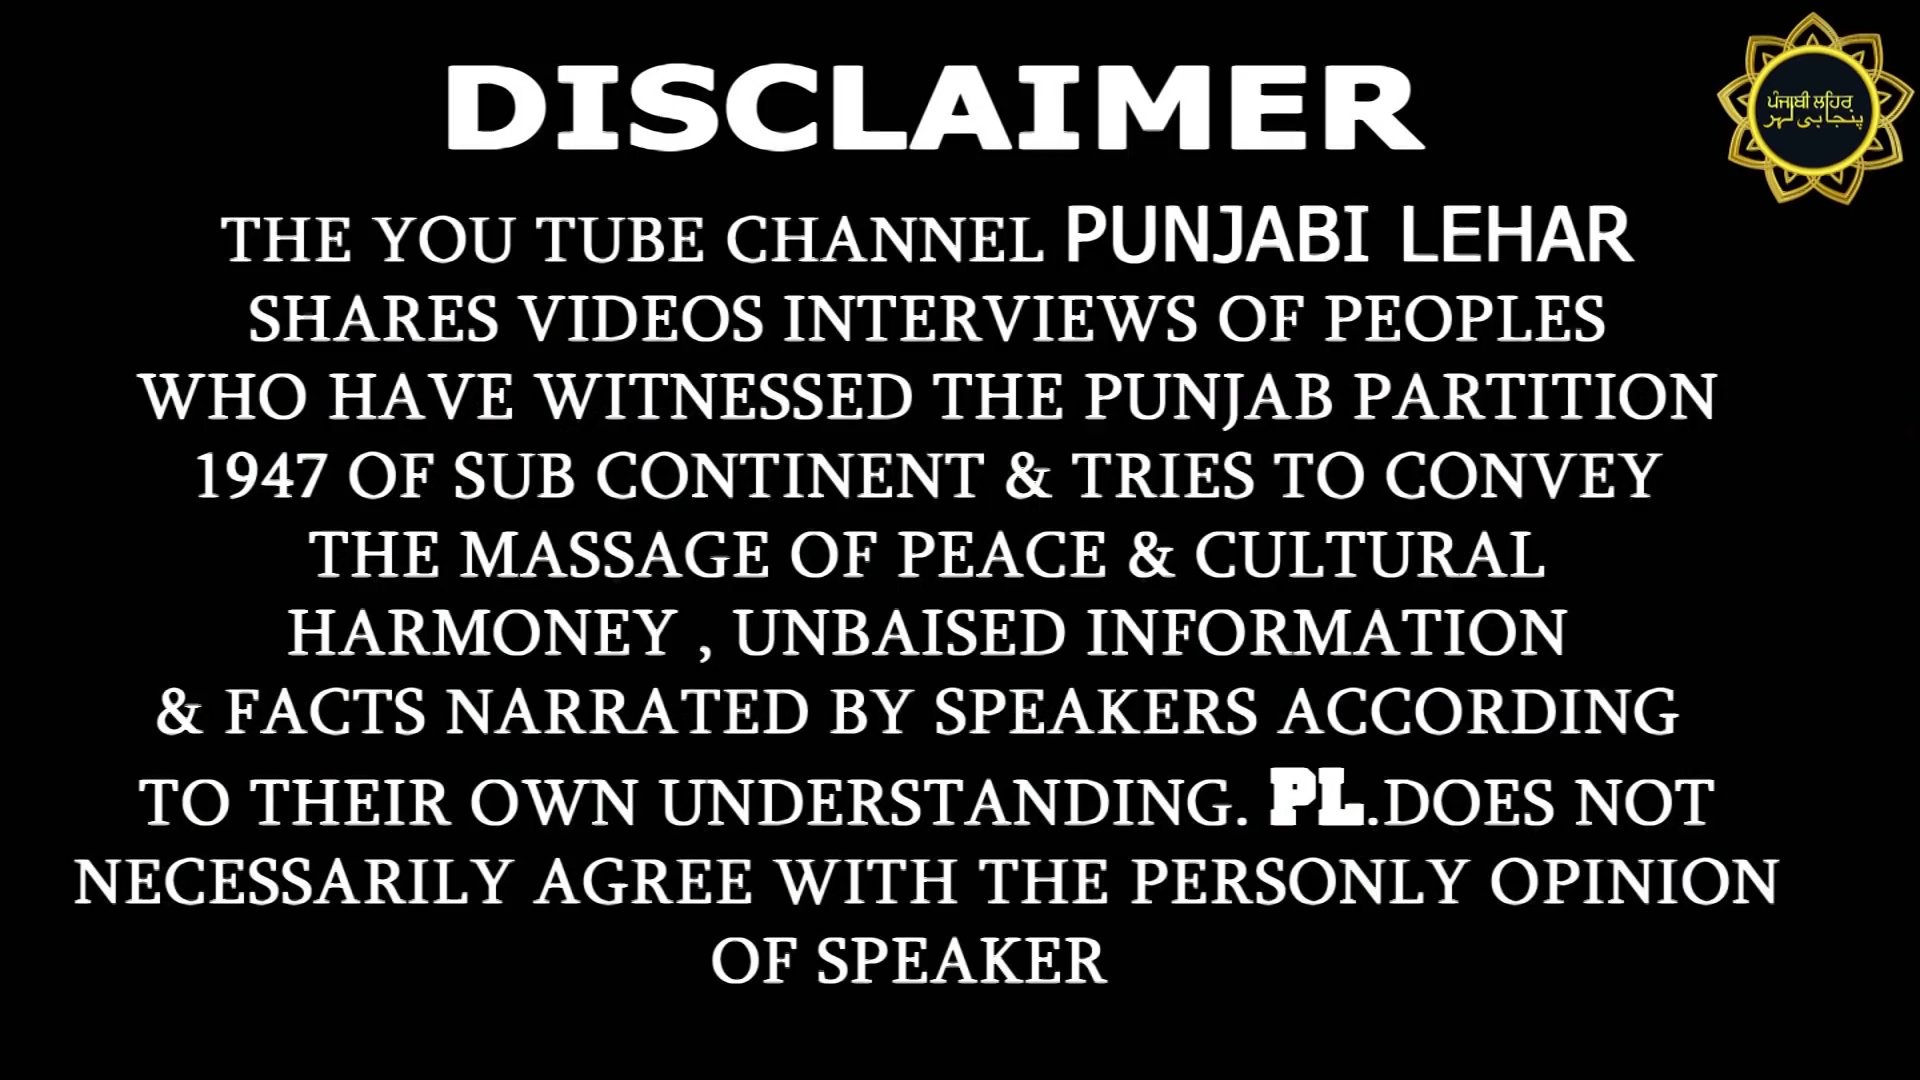 DISCLAIMER
ਪੰਜਾਬੀ ਲਹਿਰ
پنجابی لہر
THE YOU TUBE CHANNEL PUNJABI LEHAR
SHARES VIDEOS INTERVIEWS OF PEOPLES
WHO HAVE WITNESSED THE PUNJAB PARTITION
1947 OF SUB CONTINENT & TRIES TO CONVEY
THE MASSAGE OF PEACE & CULTURAL
HARMONEY , UNBAISED INFORMATION
& FACTS NARRATED BY SPEAKERS ACCORDING
TO THEIR OWN UNDERSTANDING. PL.DOES NOT
NECESSARILY AGREE WITH THE PERSONLY OPINION
OF SPEAKER